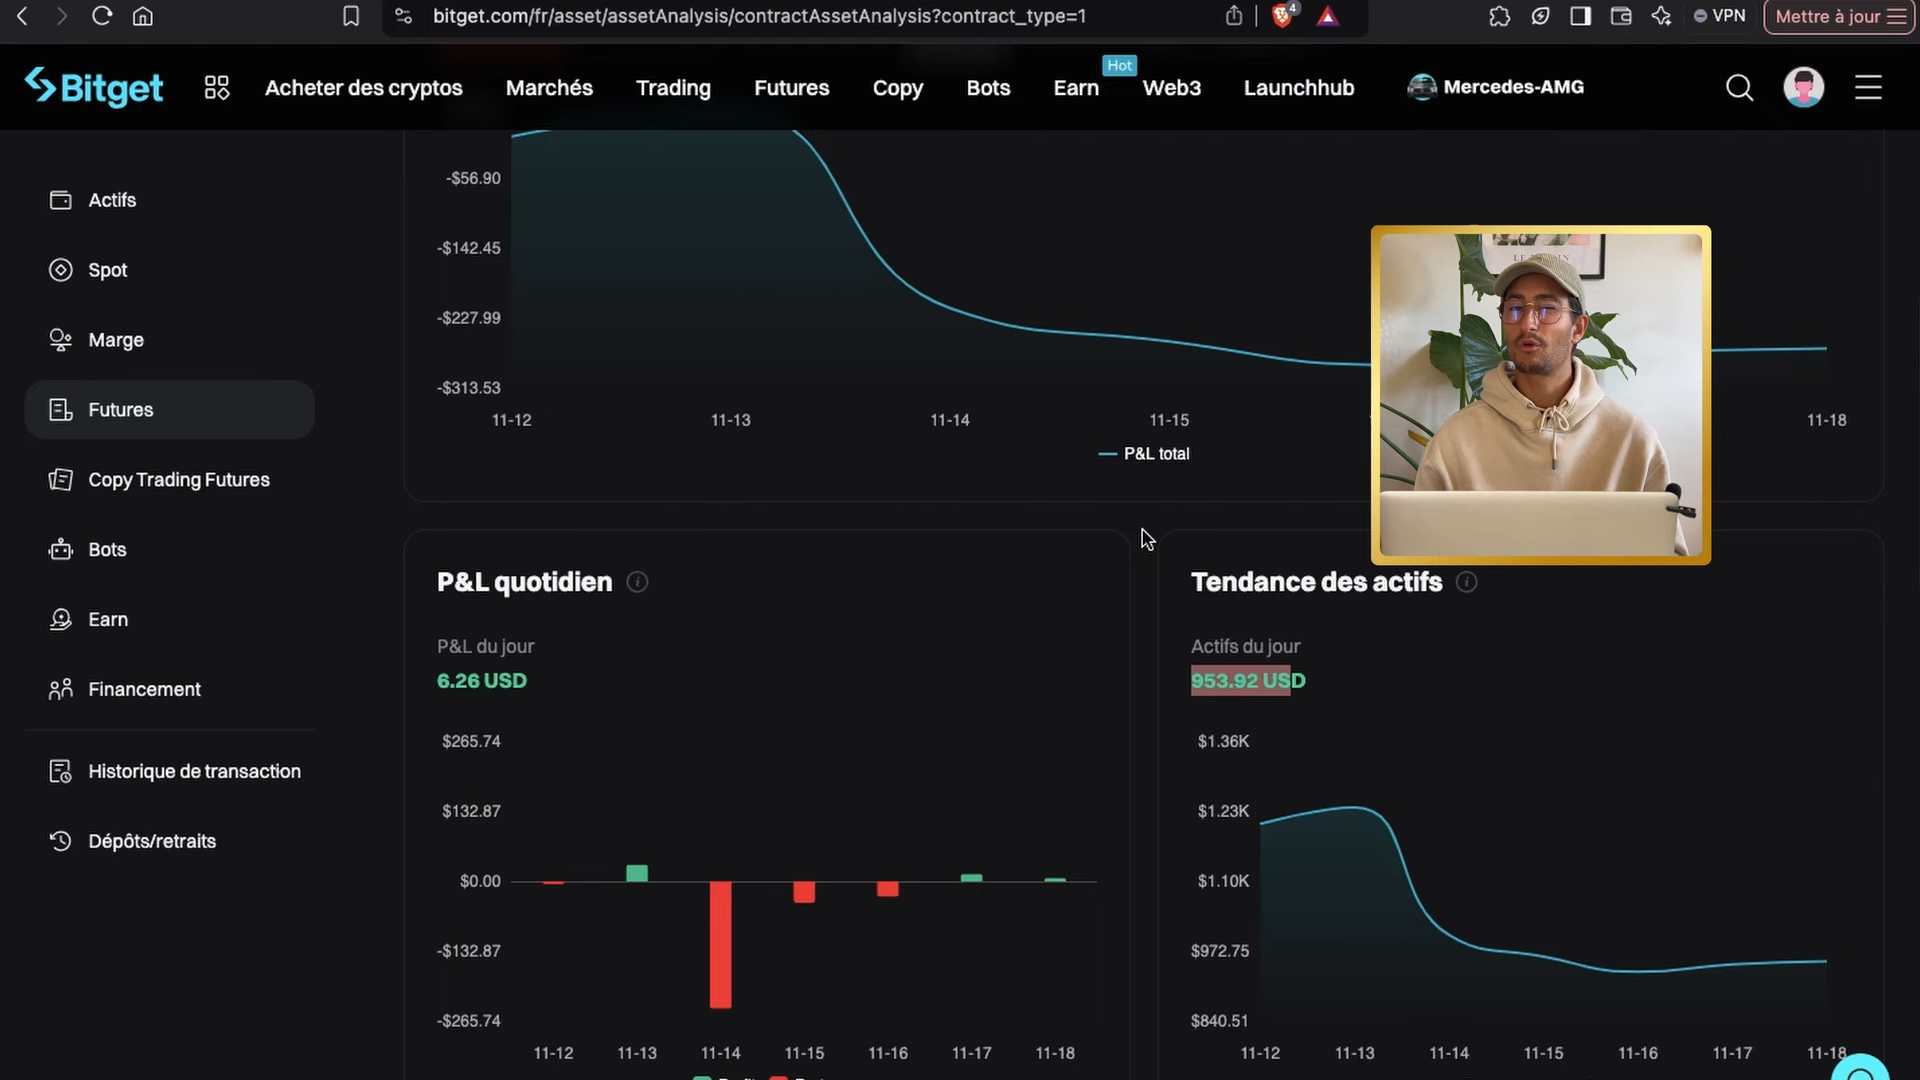 bitget.com/fr/asset/assetAnalysis/contractAssetAnalysis?contract_type=1
4
VPN
Mettre à jour
Bitget
Acheter des cryptos
Marchés
Trading
Futures
Copy
Bots
Earn
Hot
Web3
Launchhub
Mercedes-AMG
Actifs
Spot
Marge
Futures
Copy Trading Futures
Bots
Earn
Financement
Historique de transaction
Dépôts/retraits
-$56.90
-$142.45
-$227.99
-$313.53
11-12
11-13
11-14
11-15
11-18
P&L total
P&L quotidien
P&L du jour
6.26 USD
$265.74
$132.87
$0.00
-$132.87
-$265.74
11-12
11-13
11-14
11-15
11-16
11-17
11-18
Tendance des actifs
Actifs du jour
953.92 USD
$1.36K
$1.23K
$1.10K
$972.75
$840.51
11-12
11-13
11-14
11-15
11-16
11-17
11-18